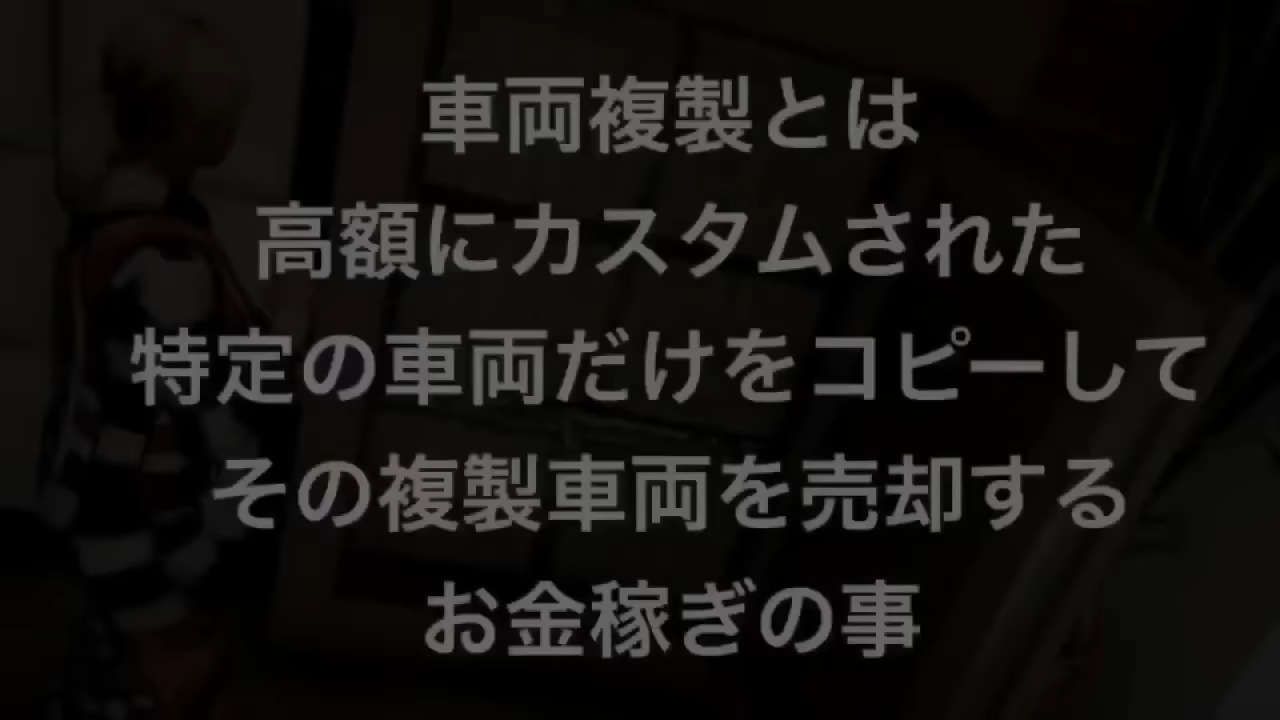 車両複製とは
高額にカスタムされた
特定の車両だけをコピーして
その複製車両を売却する
お金稼ぎの事